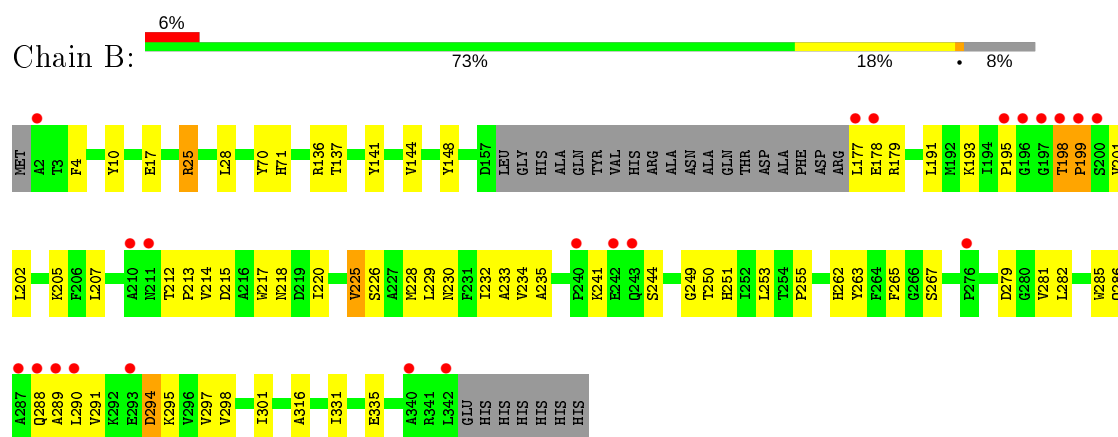 6%
Chain B:
73% 18% • 8%
MET A2 T3 F4 Y10 E17 R25 L28 Y70 H71 R136 T137 Y141 V144 Y148 D157 LEU GLY HIS ALA GLN TYR VAL HIS ARG ALA ASN ALA GLN THR ASP ALA PHE ASP ARG L177 E178 R179 L191 M192 K193 I194 P195 G196 G197 T198 P199 S200 V201
L202 K205 F206 L207 A210 N211 T212 P213 V214 D215 A216 W217 N218 D219 I220 V225 S226 A227 M228 L229 N230 F231 I232 A233 V234 A235 P240 K241 E242 Q243 S244 G249 T250 H251 I252 L253 T254 P255 H262 Y263 F264 F265 G266 S267 P276 D279 G280 V281 L282 W285 Q286
A287 Q288 A289 L290 V291 K292 E293 D294 K295 V296 V297 V298 I301 A316 I331 E335 A340 R341 L342 GLU HIS HIS HIS HIS HIS HIS